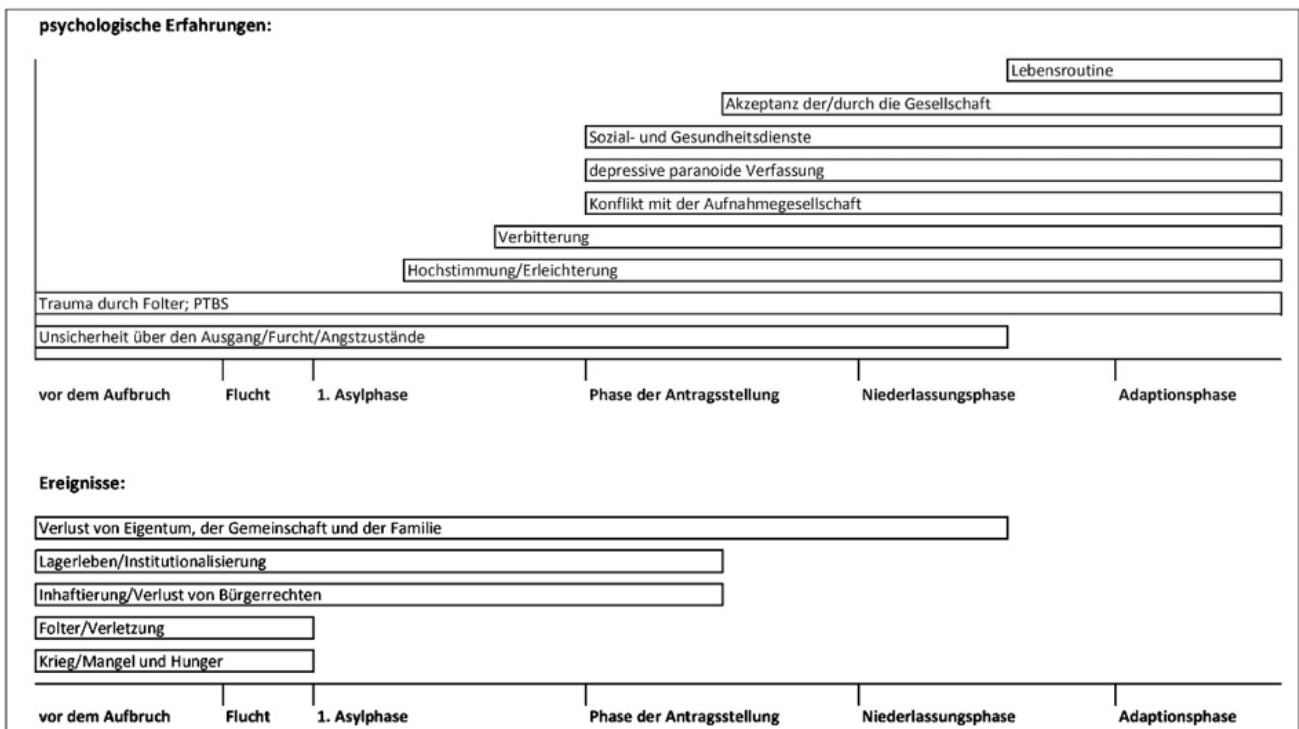 psychologische Erfahrungen:
Lebensroutine
Akzeptanz der/durch die Gesellschaft
Sozial- und Gesundheitsdienste
depressive paranoide Verfassung
Konflikt mit der Aufnahmegesellschaft
Verbitterung
Hochstimmung/Erleichterung
Trauma durch Folter; PTBS
Unsicherheit über den Ausgang/Furcht/Angstzustände
vor dem Aufbruch Flucht 1. Asylphase Phase der Antragsstellung Niederlassungsphase Adaptionsphase
Ereignisse:
Verlust von Eigentum, der Gemeinschaft und der Familie
Lagerleben/Institutionalisierung
Inhaftierung/Verlust von Bürgerrechten
Folter/Verletzung
Krieg/Mangel und Hunger
vor dem Aufbruch Flucht 1. Asylphase Phase der Antragsstellung Niederlassungsphase Adaptionsphase